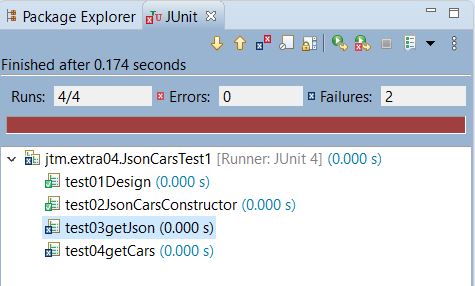 Package Explorer JUnit
Finished after 0.174 seconds
Runs: 4/4 Errors: 0 Failures: 2
jtm.extra04.JsonCarsTest1 [Runner: JUnit 4] (0.000 s)
test01Design (0.000 s)
test02JsonCarsConstructor (0.000 s)
test03getJson (0.000 s)
test04getCars (0.000 s)